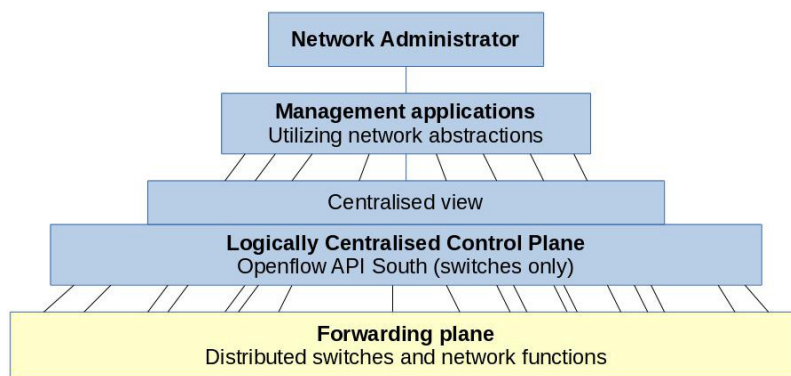 Network Administrator
Management applications
Utilizing network abstractions
Centralised view
Logically Centralised Control Plane
Openflow API South (switches only)
Forwarding plane
Distributed switches and network functions